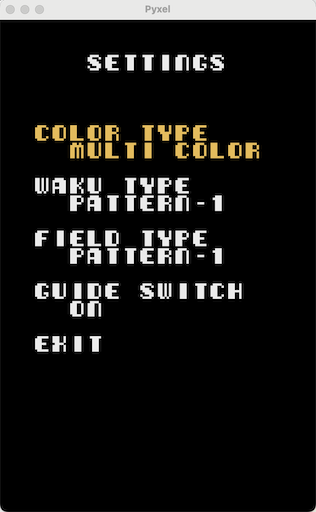 Pyxel
SETTINGS
COLOR TYPE
MULTI COLOR
WAKU TYPE
PATTERN-1
FIELD TYPE
PATTERN-1
GUIDE SWITCH
ON
EXIT